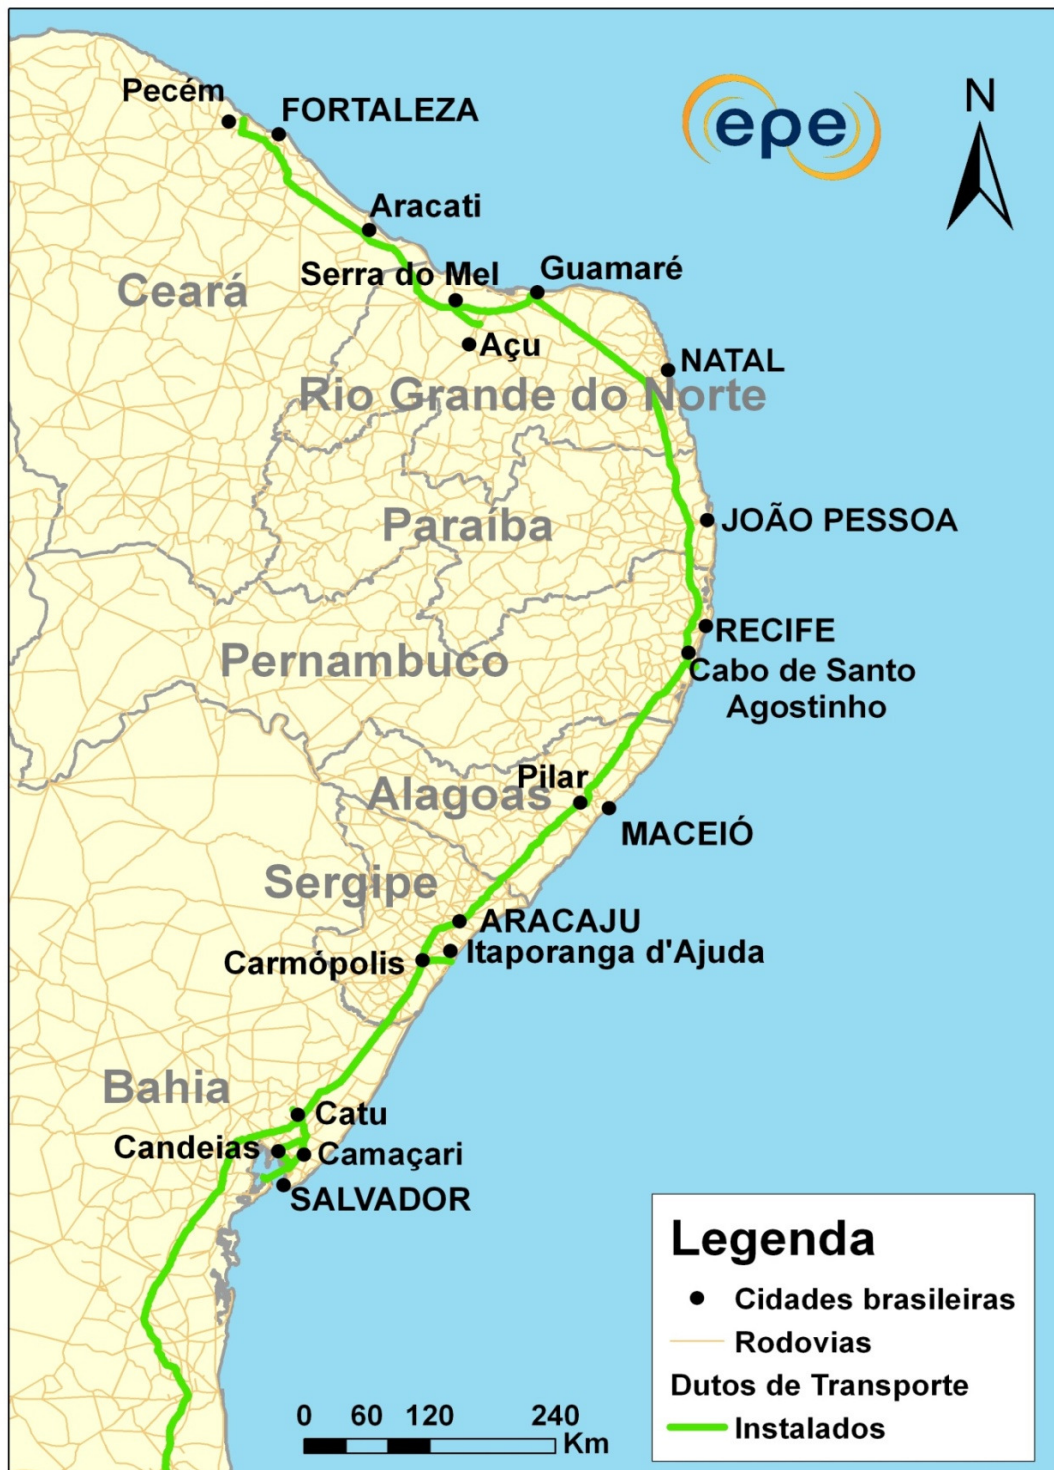 Pecém
FORTALEZA
epe
N
Aracati
Serra do Mel
Guamaré
Ceará
Açu
NATAL
Rio Grande do Norte
Paraíba
JOÃO PESSOA
RECIFE
Pernambuco
Cabo de Santo
Agostinho
Pilar
Alagoas
MACEIÓ
Sergipe
ARACAJU
Itaporanga d'Ajuda
Carmópolis
Bahia
Catu
Candeias
Camaçari
SALVADOR
Legenda
Cidades brasileiras
Rodovias
Dutos de Transporte
Instalados
0 60 120 240
Km